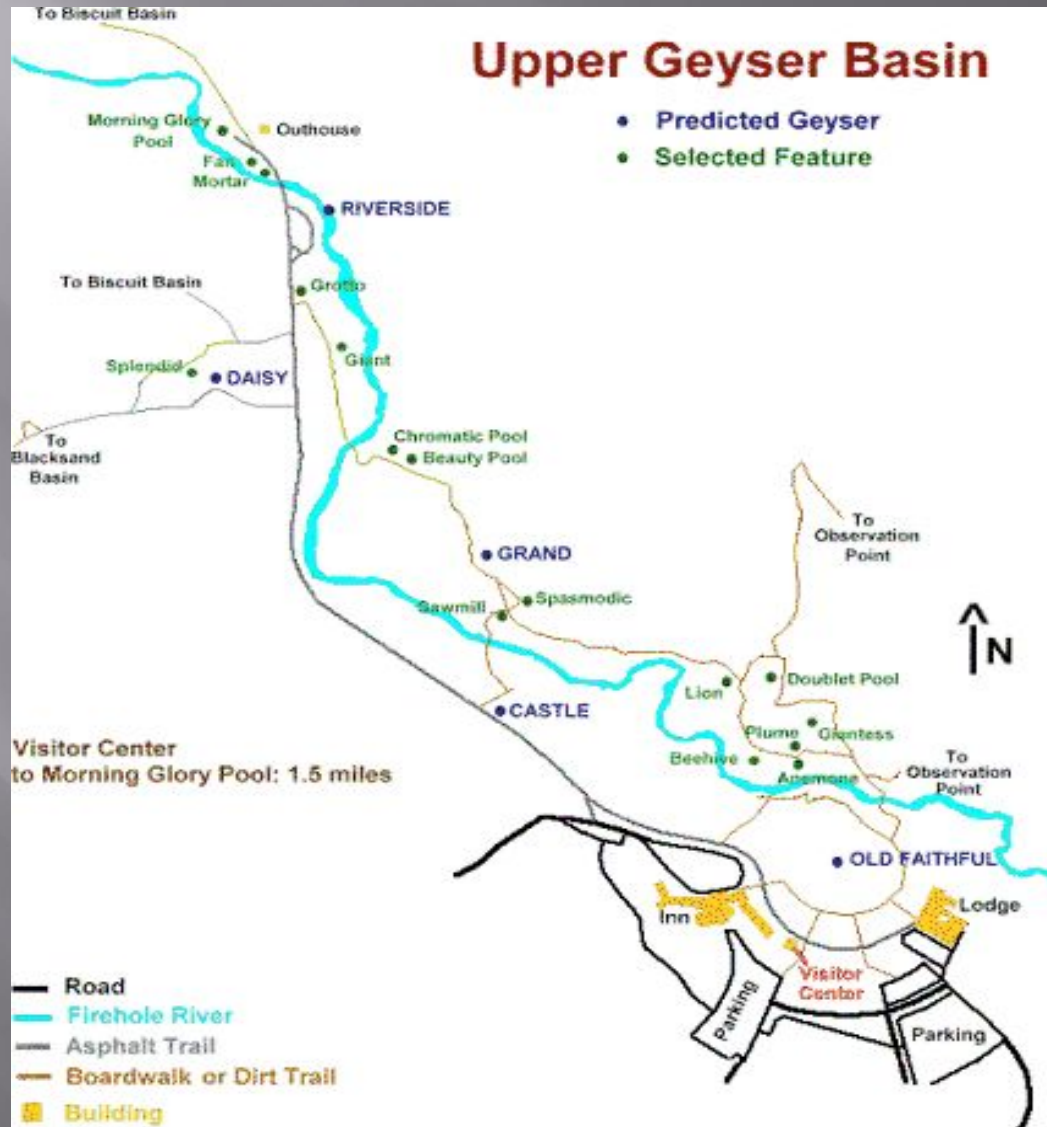 To Biscuit Basin
Upper Geyser Basin
Predicted Geyser
Selected Feature
Morning Glory
Pool
Outhouse
Fan
Mortar
RIVERSIDE
To Biscuit Basin
Grotto
Giant
Splendid
DAISY
To
Blacksand
Basin
Chromatic Pool
Beauty Pool
To
Observation
Point
GRAND
Spasmodic
Sawmill
N
Lion
Doublet Pool
CASTLE
Giantess
Plume
Beehive
Anemone
To
Observation
Point
Visitor Center
to Morning Glory Pool: 1.5 miles
OLD FAITHFUL
Inn
Lodge
Visitor
Center
Parking
Parking
Road
Firehole River
Asphalt Trail
Boardwalk or Dirt Trail
Building